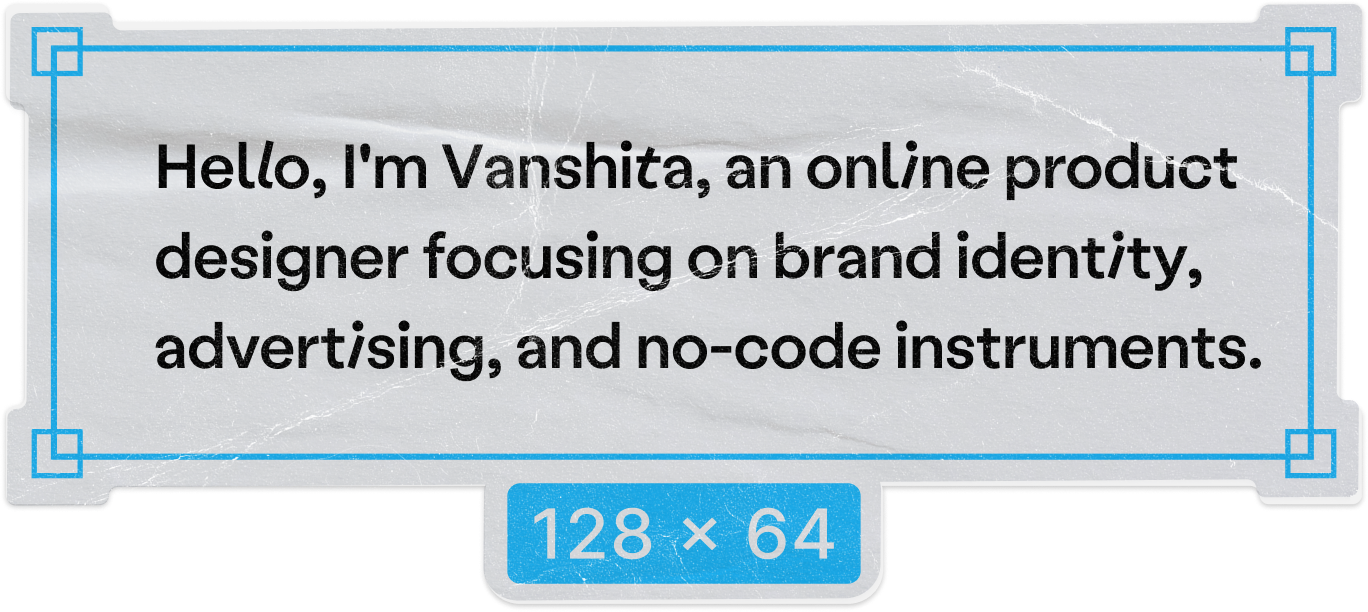 Hello, I'm Vanshita, an online product
designer focusing on brand identity,
advertising, and no-code instruments.
128 × 64